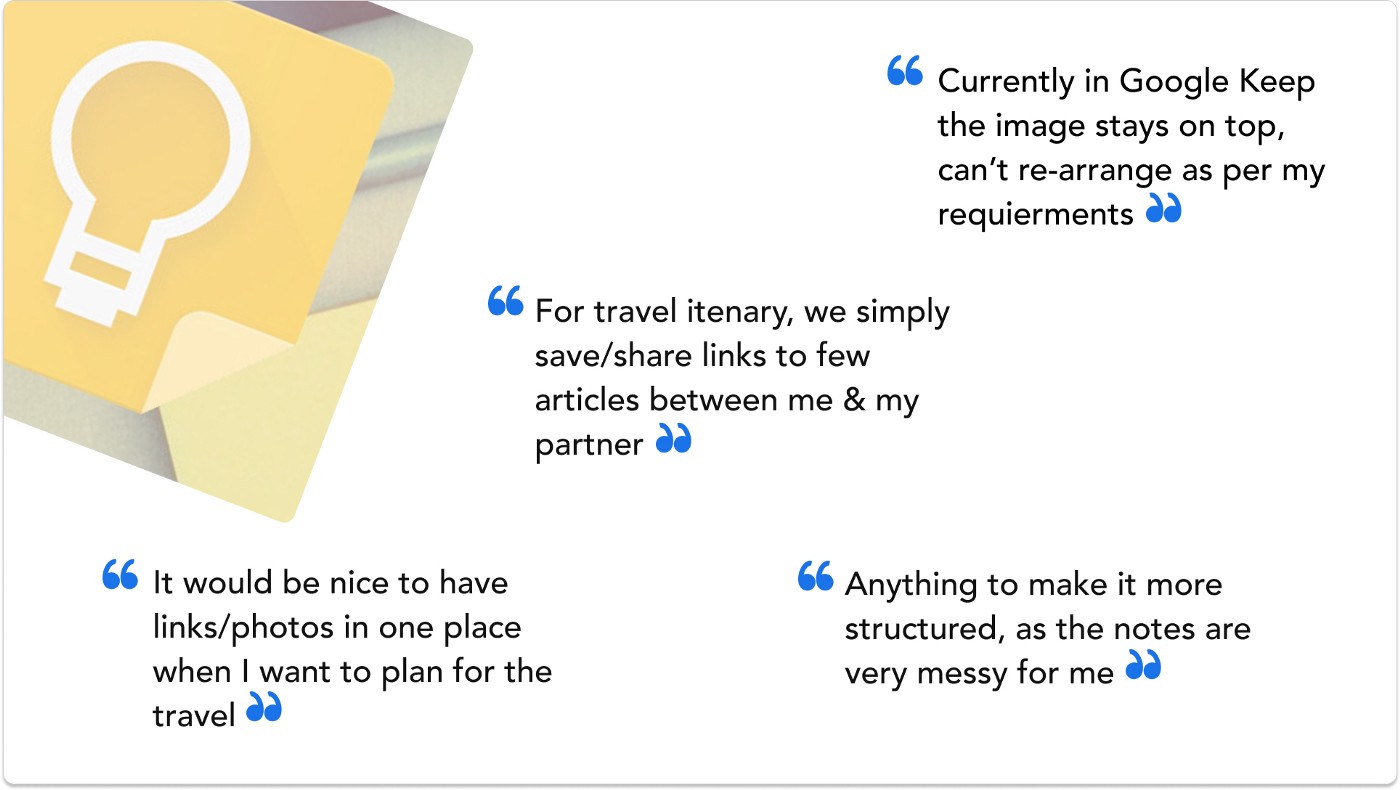 “ Currently in Google Keep
the image stays on top,
can’t re-arrange as per my
requierments ”
“ For travel itenary, we simply
save/share links to few
articles between me & my
partner ”
“ It would be nice to have
links/photos in one place
when I want to plan for the
travel ”
“ Anything to make it more
structured, as the notes are
very messy for me ”